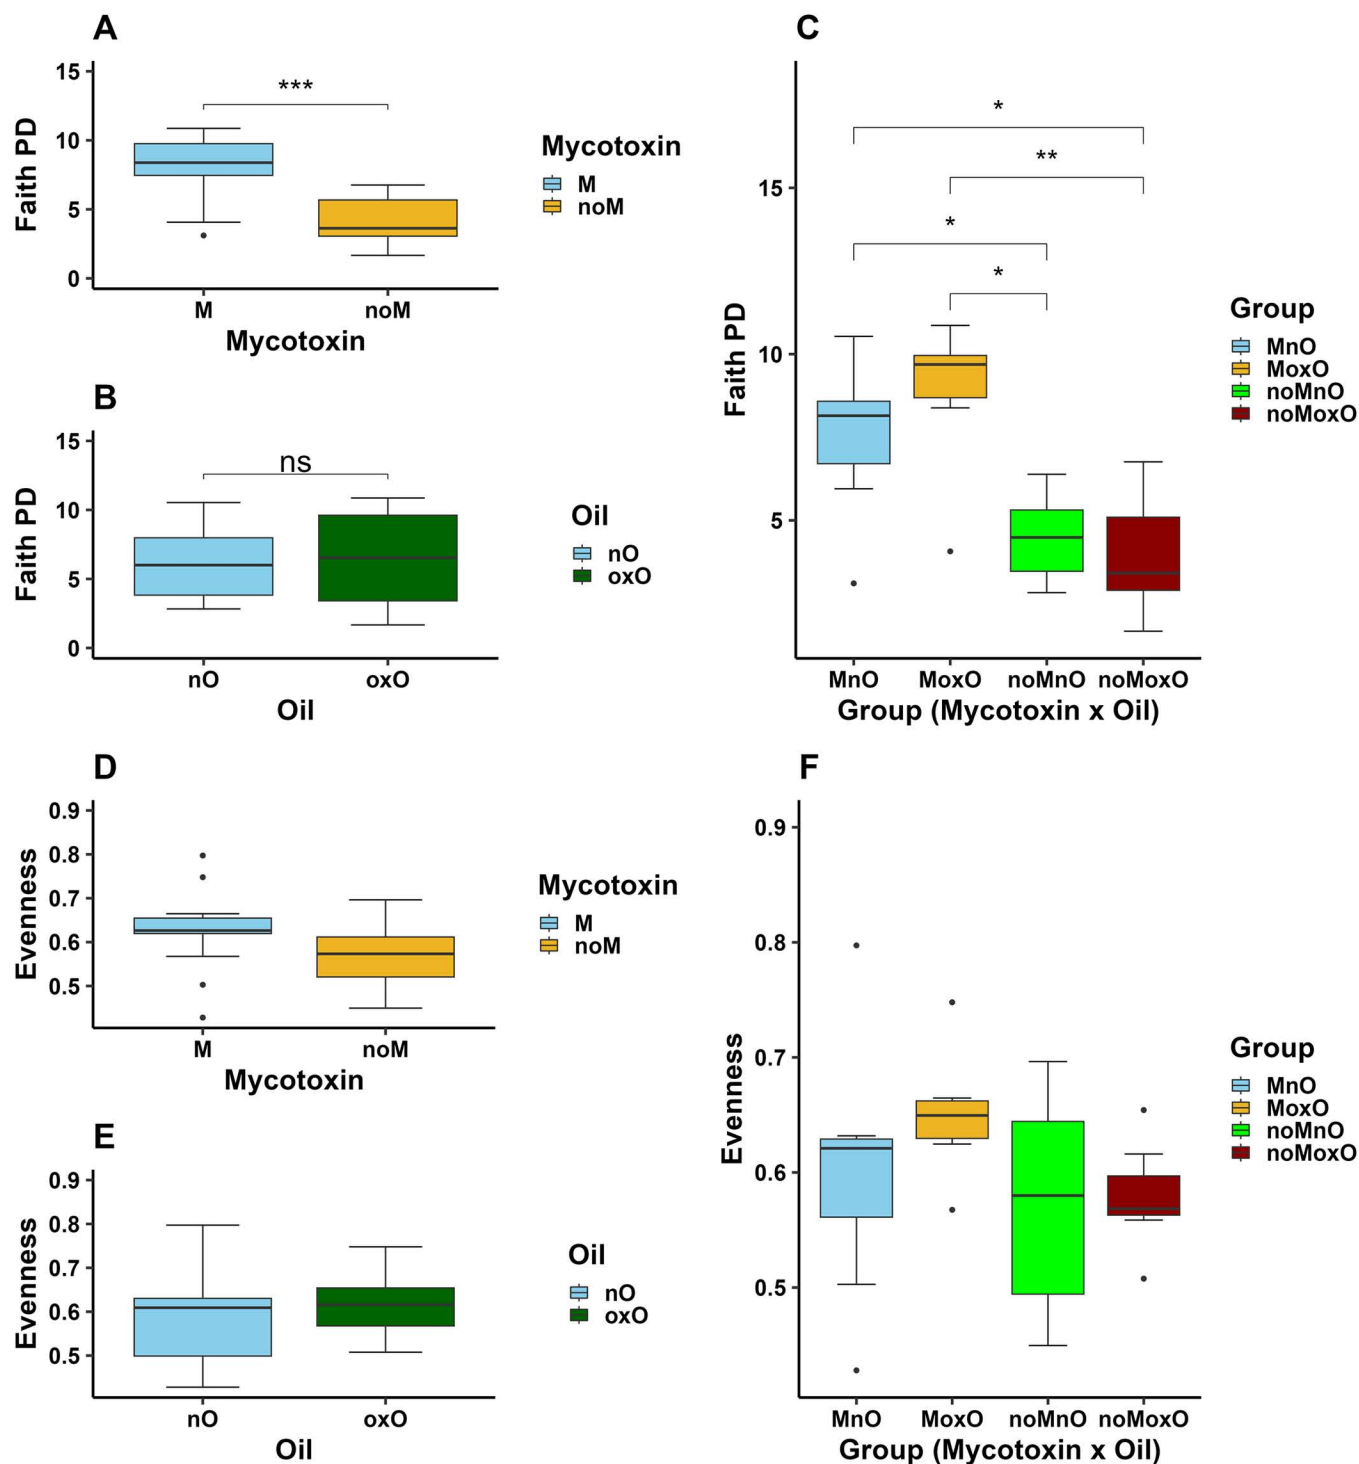 A
Faith PD
15
10
5
0
***
M
noM
Mycotoxin
Mycotoxin
M
noM
B
Faith PD
15
10
5
0
ns
nO
oxO
Oil
Oil
nO
oxO
C
Faith PD
15
10
5
*
**
*
*
MnO
MoxO
noMnO
noMoxO
Group (Mycotoxin x Oil)
Group
MnO
MoxO
noMnO
noMoxO
D
Evenness
0.9
0.8
0.7
0.6
0.5
M
noM
Mycotoxin
Mycotoxin
M
noM
E
Evenness
0.9
0.8
0.7
0.6
0.5
nO
oxO
Oil
Oil
nO
oxO
F
Evenness
0.9
0.8
0.7
0.6
0.5
MnO
MoxO
noMnO
noMoxO
Group (Mycotoxin x Oil)
Group
MnO
MoxO
noMnO
noMoxO